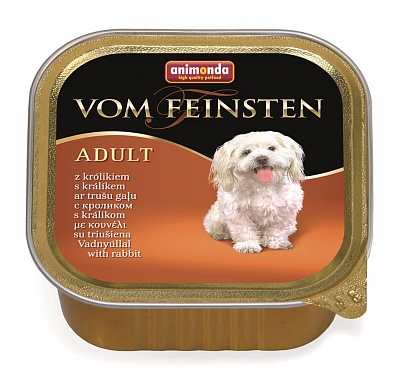 animonda
high quality petfood
VOM FEINSTEN
ADULT
z królikiem
s králíkem
ar trušu gaļu
с кроликом
s králikom
με κουνέλι
su triušiena
Vadnyúllal
with rabbit